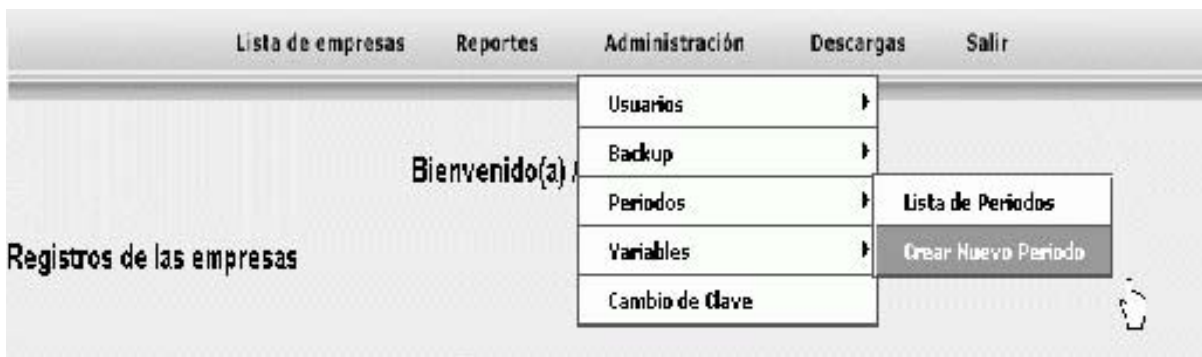 Lista de empresas Reportes Administración Descargas Salir
Usuarios
Backup
Bienvenido(a)
Periodos
Lista de Periodos
Registros de las empresas
Variables
Crear Nuevo Periodo
Cambio de Clave